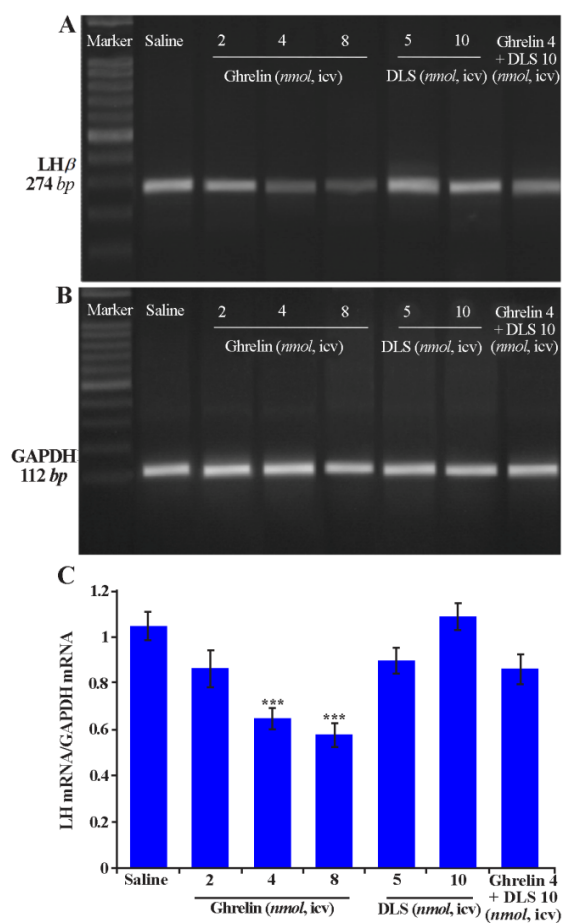 A
Marker Saline 2 4 8 5 10 Ghrelin 4
+ DLS 10
Ghrelin (nmol, icv) DLS (nmol, icv) (nmol, icv)
LHβ
274 bp
B
Marker Saline 2 4 8 5 10 Ghrelin 4
+ DLS 10
Ghrelin (nmol, icv) DLS (nmol, icv) (nmol, icv)
GAPDH
112 bp
C
LH mRNA/GAPDH mRNA
1.2
1
0.8
0.6
0.4
0.2
0
***
***
Saline 2 4 8 5 10 Ghrelin 4
+ DLS 10
Ghrelin (nmol, icv) DLS (nmol, icv) (nmol, icv)